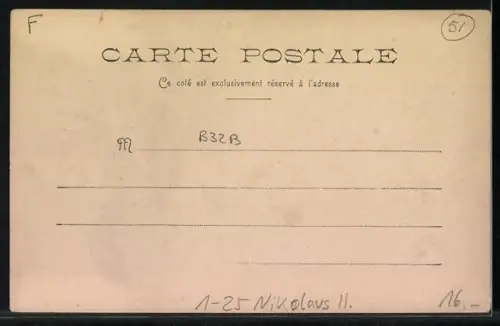 F
51
CARTE POSTALE
Ce coté est exclusivement réservé à l'adresse
M
B32B
1-25 Nikolaus II.
16,-